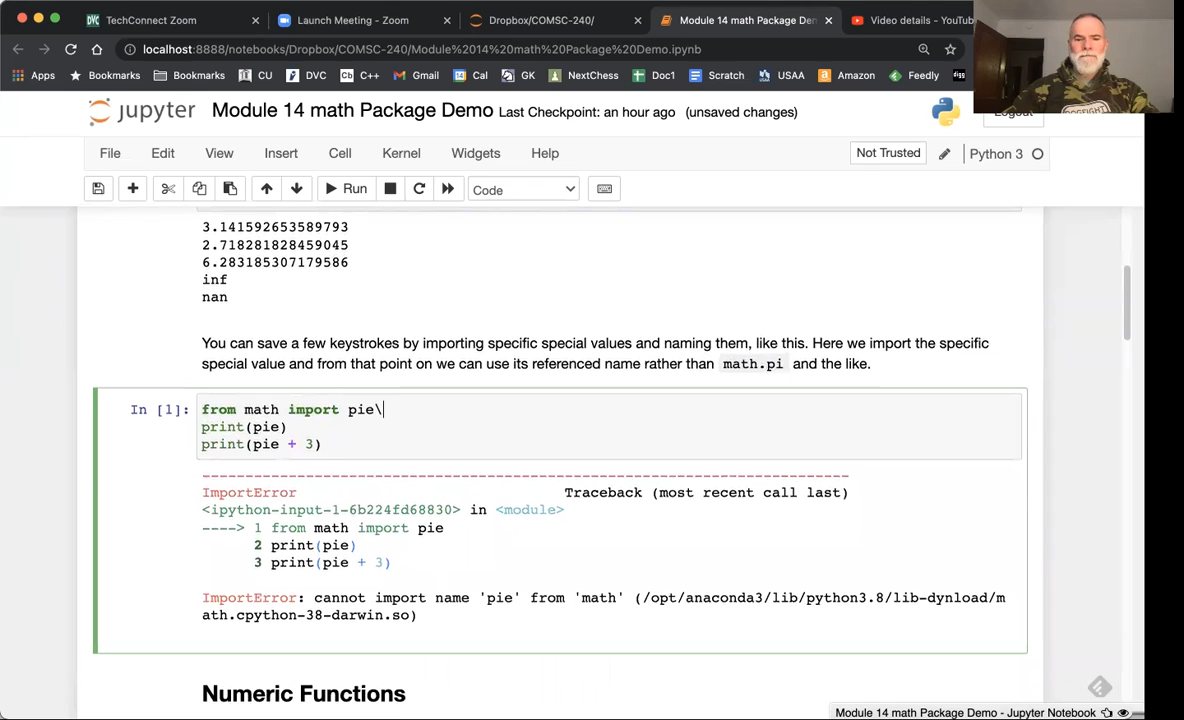 TechConnect Zoom
Launch Meeting - Zoom
Dropbox/COMSC-240/
Module 14 math Package Den
Video details - YouTub
localhost:8888/notebooks/Dropbox/COMSC-240/Module%2014%20math%20Package%20Demo.ipynb
Apps Bookmarks Bookmarks CU DVC C++ Gmail Cal GK NextChess Doc1 Scratch USAA Amazon Feedly digg
jupyter Module 14 math Package Demo Last Checkpoint: an hour ago (unsaved changes)
Logout
File Edit View Insert Cell Kernel Widgets Help Not Trusted Python 3
Run Code
3.141592653589793
2.718281828459045
6.283185307179586
inf
nan
You can save a few keystrokes by importing specific special values and naming them, like this. Here we import the specific
special value and from that point on we can use its referenced name rather than math.pi and the like.
In [1]: from math import pie\
print(pie)
print(pie + 3)
---------------------------------------------------------------------------
ImportError Traceback (most recent call last)
<ipython-input-1-6b224fd68830> in <module>
----> 1 from math import pie
2 print(pie)
3 print(pie + 3)
ImportError: cannot import name 'pie' from 'math' (/opt/anaconda3/lib/python3.8/lib-dynload/m
ath.cpython-38-darwin.so)
Numeric Functions
Module 14 math Package Demo - Jupyter Notebook